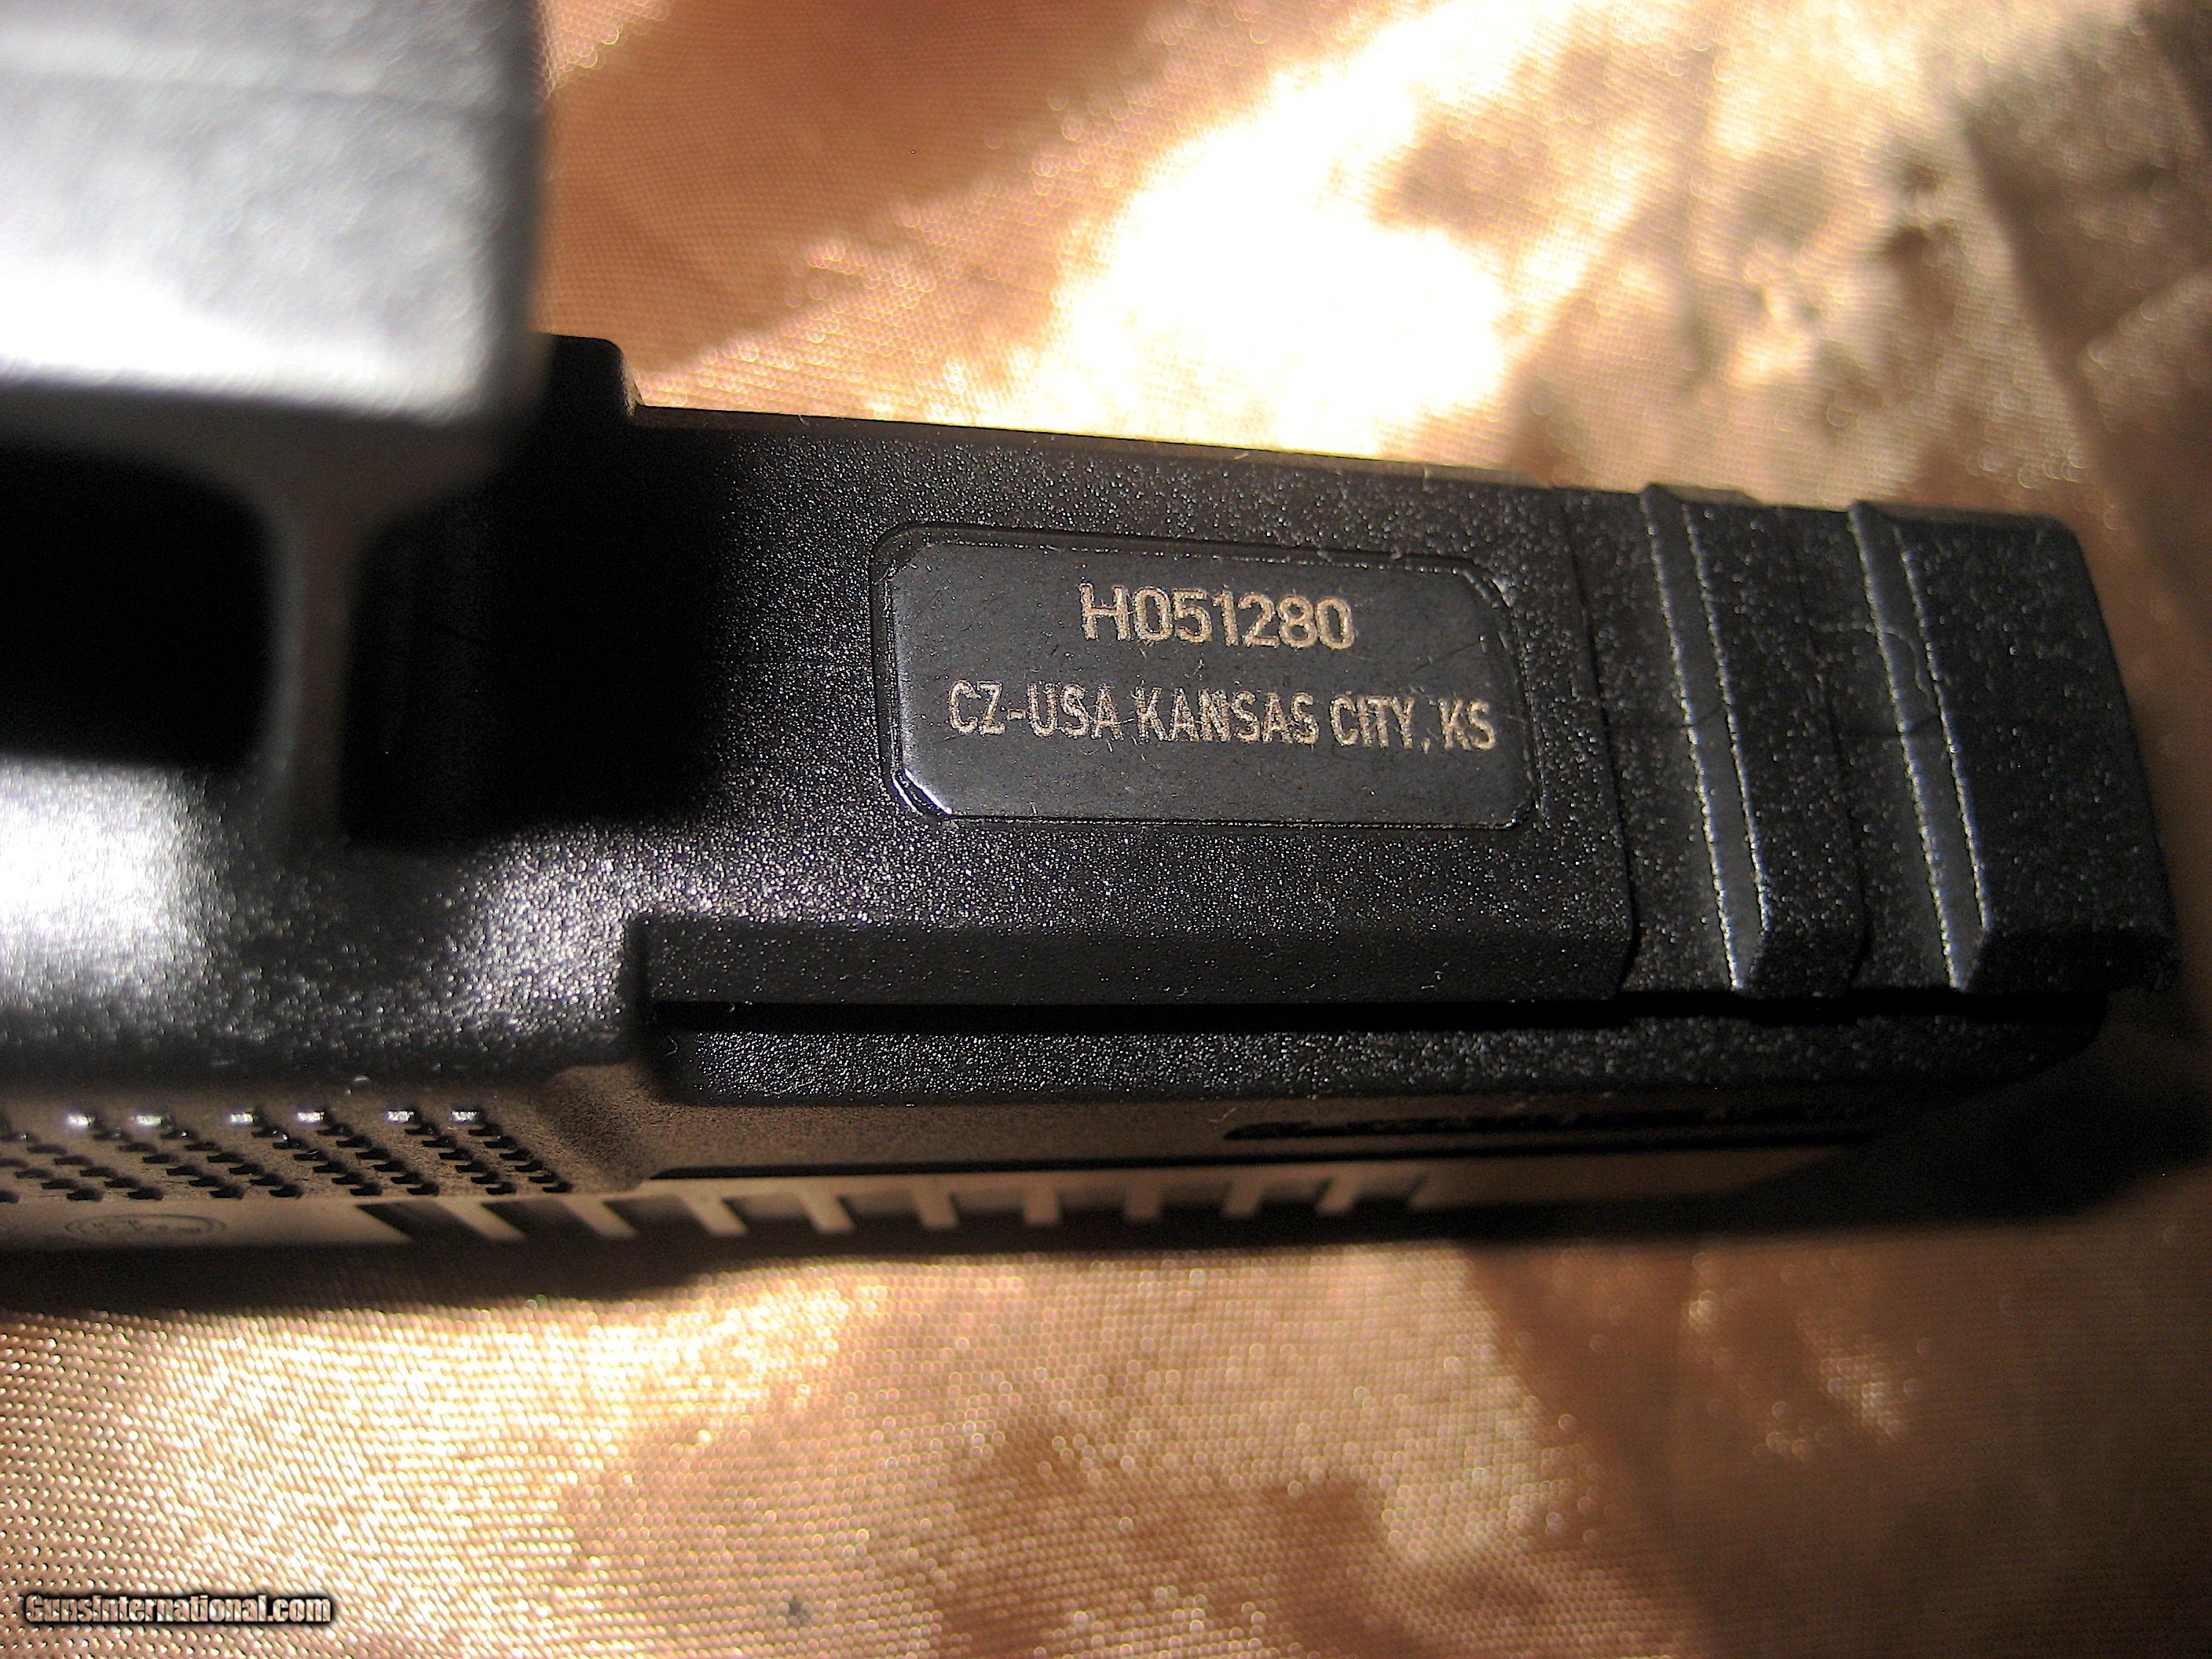 H051280
CZ-USA KANSAS CITY, KS
GunsInternational.com